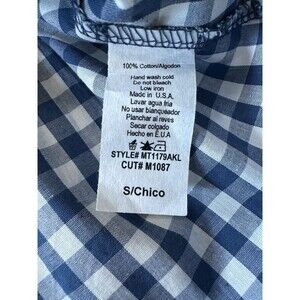 100% Cotton/Algodon
Hand wash cold
Do not bleach
Low iron
Made in U.S.A.
Lavar agua fria
No usar blanqueador
Planchar al reves
Secar colgado
Hecho en E.U.A
STYLE# MT1179AKL
CUT# M1087
S/Chico